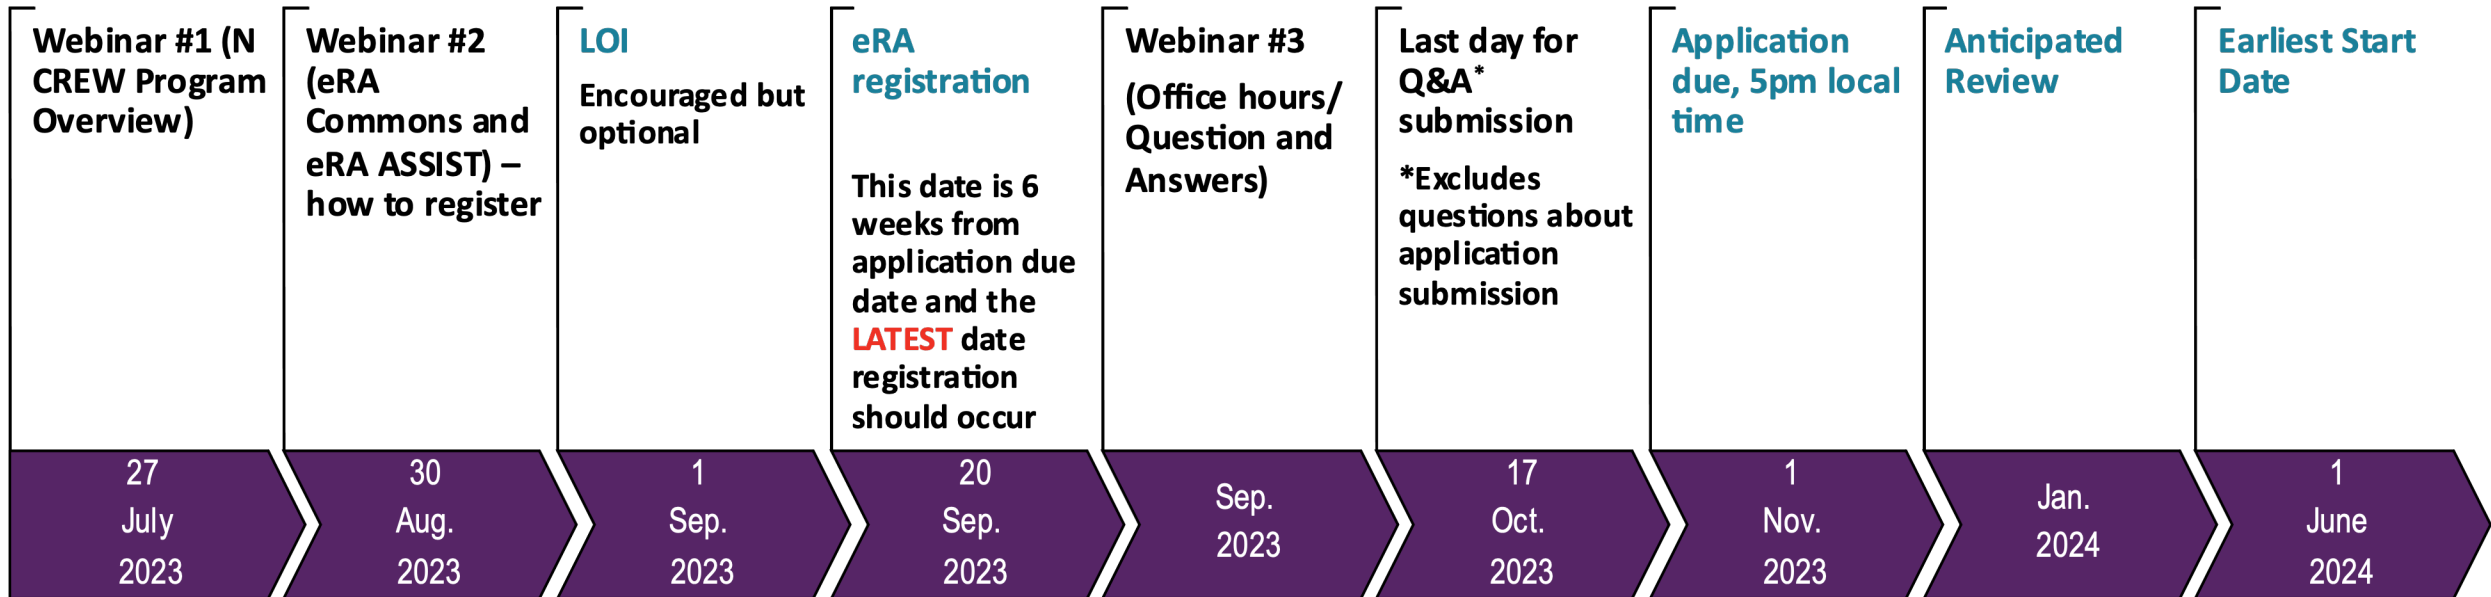 Webinar #1 (N
CREW Program
Overview)
Webinar #2
(eRA
Commons and
eRA ASSIST) –
how to register
LOI
Encouraged but
optional
eRA
registration
This date is 6
weeks from
application due
date and the
LATEST date
registration
should occur
Webinar #3
(Office hours/
Question and
Answers)
Last day for
Q&A*
submission
*Excludes
questions about
application
submission
Application
due, 5pm local
time
Anticipated
Review
Earliest Start
Date
27
July
2023
30
Aug.
2023
1
Sep.
2023
20
Sep.
2023
Sep.
2023
17
Oct.
2023
1
Nov.
2023
Jan.
2024
1
June
2024